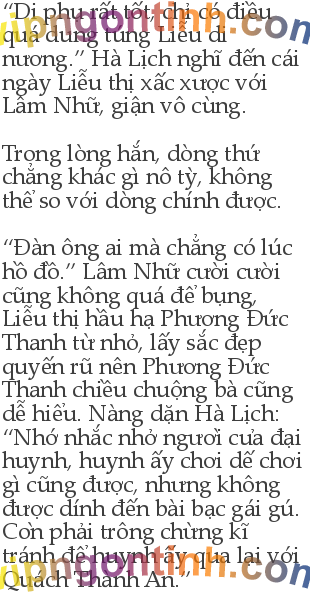 “Dị phụ rất tốt, chỉ có điều
quá dung túng Liễu di
nương.” Hà Lịch nghĩ đến cái
ngày Liễu thị xấc xược với
Lâm Nhữ, giận vô cùng.

Trong lòng hắn, dòng thứ
chẳng khác gì nô tỳ, không
thể so với dòng chính được.

“Đàn ông ai mà chẳng có lúc
hồ đồ.” Lâm Nhữ cười cười
cũng không quá để bụng,
Liễu thị hầu hạ Phương Đức
Thanh từ nhỏ, lấy sắc đẹp
quyến rũ nên Phương Đức
Thanh chiều chuộng bà cũng
dễ hiểu. Nàng dặn Hà Lịch:
“Nhớ nhắc nhở người của đại
huynh, huynh ấy chơi dế chơi
gì cũng được, nhưng không
được dính đến bài bạc gái gú.
Còn phải trông chừng kĩ
tránh để huynh ấy qua lại với
Quách Thanh An.”
vipngontinh.com
vipngontinh.com